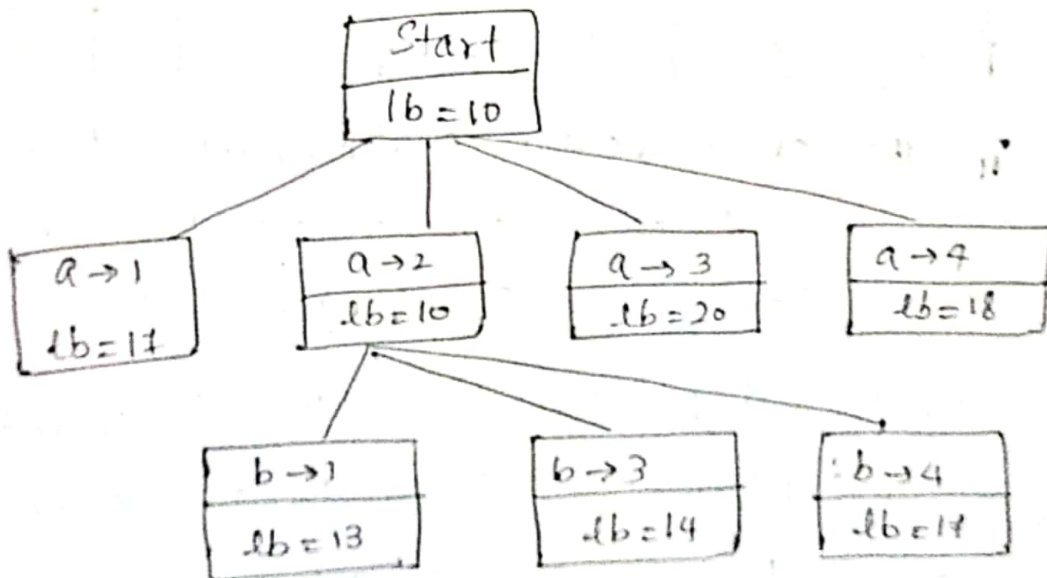 Start
lb=10
a→1
lb=17
a→2
lb=10
a→3
lb=20
a→4
lb=18
b→1
lb=13
b→3
lb=14
b→4
lb=17